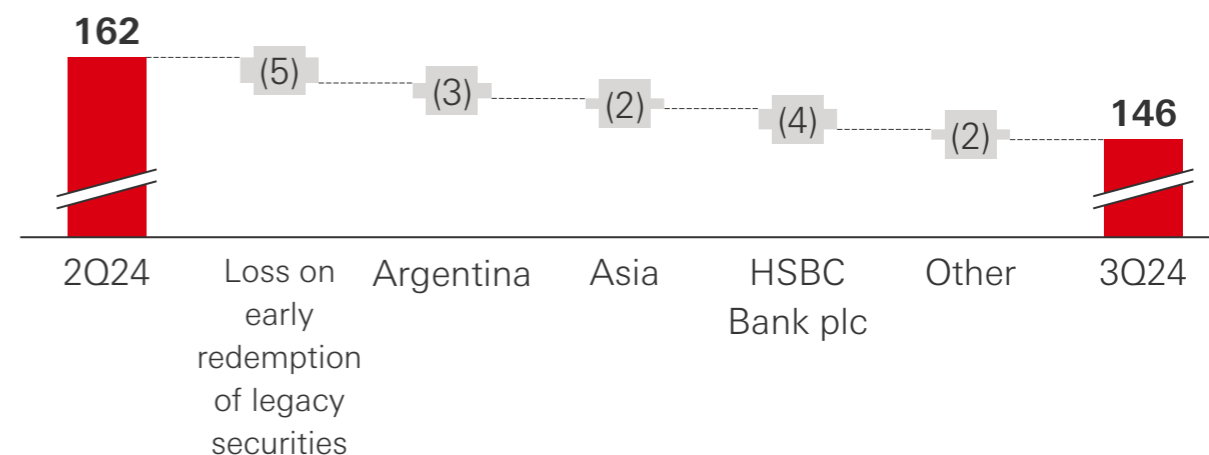 162
(5)
(3)
(2)
(4)
(2)
146
2Q24
Loss on
early
redemption
of legacy
securities
Argentina
Asia
HSBC
Bank plc
Other
3Q24